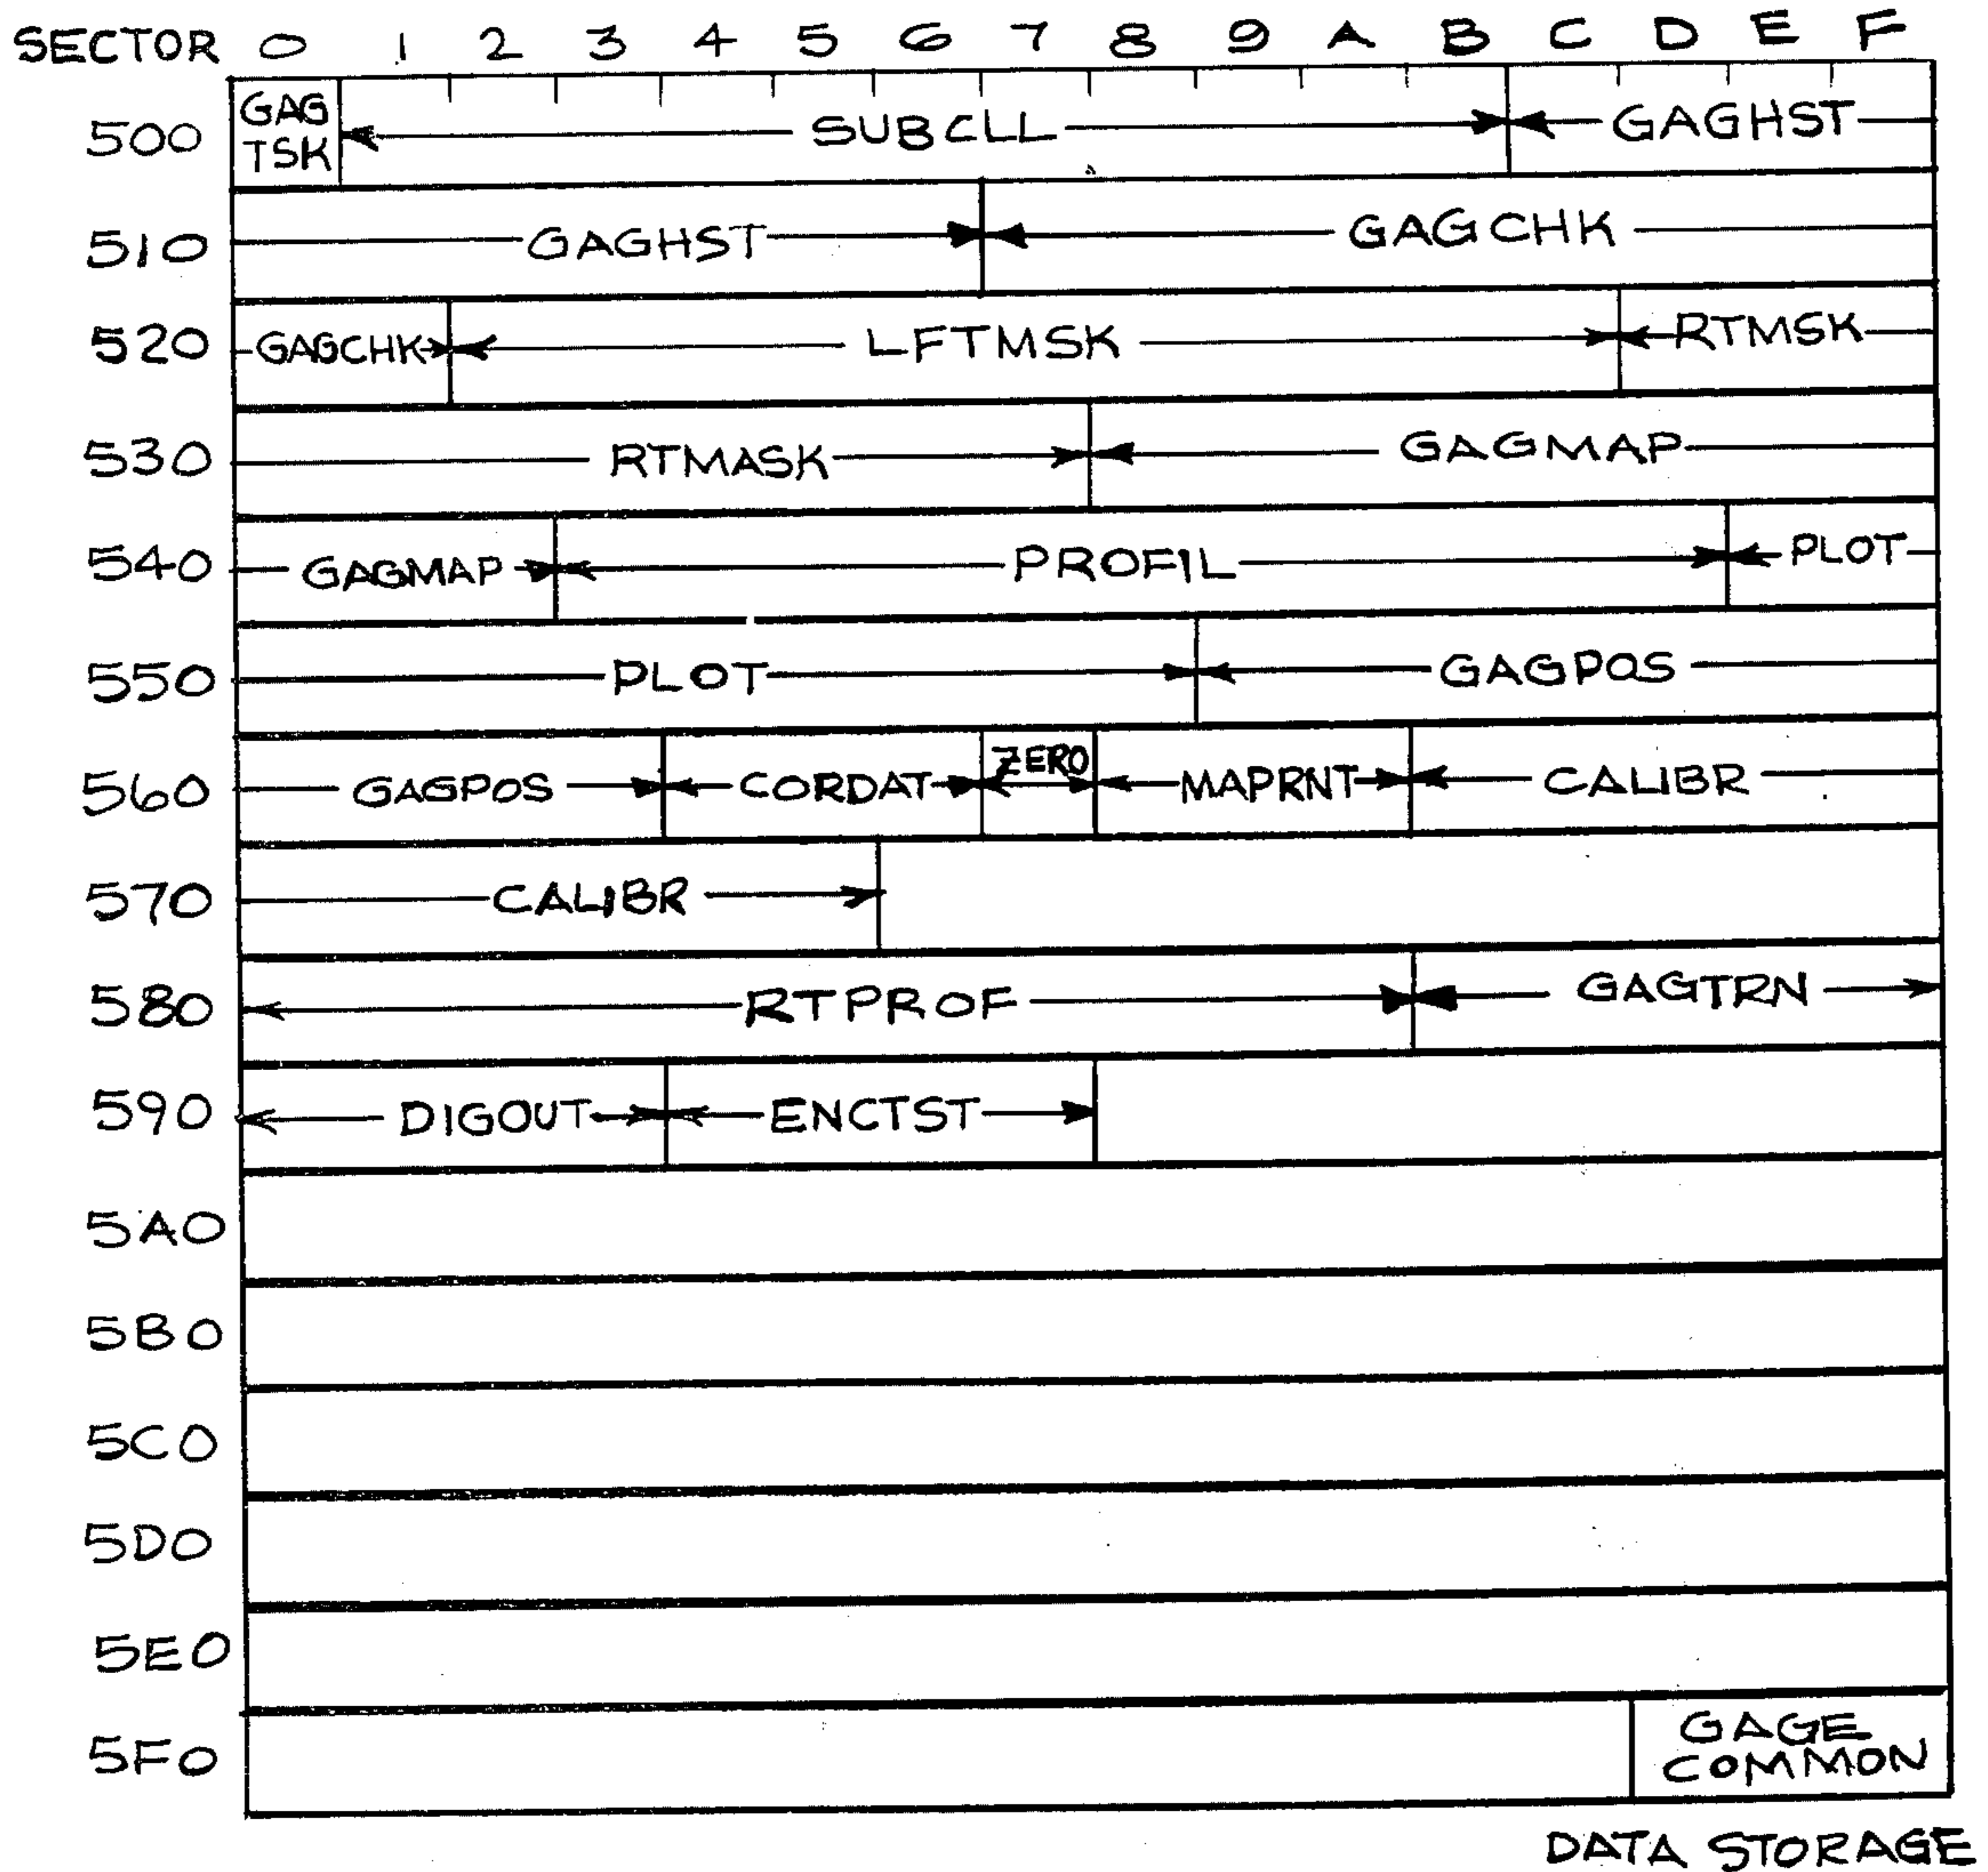 SECTOR 0 1 2 3 4 5 6 7 8 9 A B C D E F
500 GAG TSK SUBCLL GAGHST
510 GAGHST GAGCHK
520 GAGCHK LFTMSK RTMSK
530 RTMASK GAGMAP
540 GAGMAP PROFIL PLOT
550 PLOT GAGPOS
560 GAGPOS CORDAT ZERO MAPRNT CALIBR
570 CALIBR
580 RTPROF GAGTRN
590 DIGOUT ENCTST
5A0
5B0
5C0
5D0
5E0
5F0 GAGE COMMON
DATA STORAGE